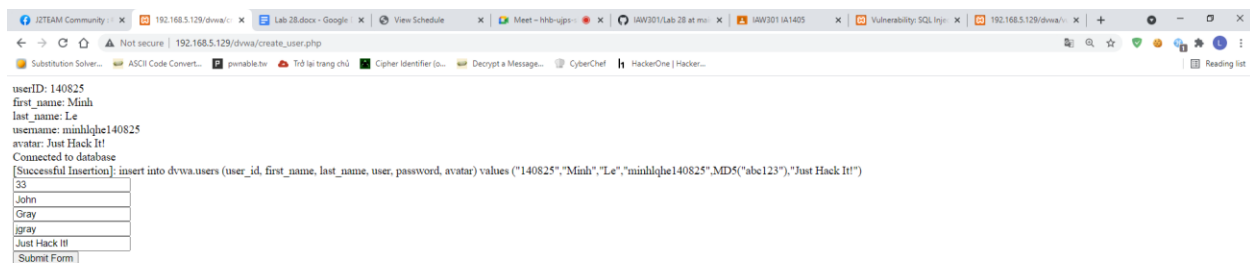 J2TEAM Community
192.168.5.129/dvwa/c
Lab 28.docx - Google
View Schedule
Meet – hhb-ujps-
IAW301/Lab 28 at ma
IAW301 IA1405
Vulnerability: SQL Injec
192.168.5.129/dvwa/
Not secure | 192.168.5.129/dvwa/create_user.php
Substitution Solver... ASCII Code Convert... pwnable.tw Trở lại trang chủ Cipher Identifier (o... Decrypt a Message... CyberChef HackerOne | Hacker... Reading list
userID: 140825
first_name: Minh
last_name: Le
username: minhlqhe140825
avatar: Just Hack It!
Connected to database
[Successful Insertion]: insert into dvwa.users (user_id, first_name, last_name, user, password, avatar) values ("140825","Minh","Le","minhlqhe140825",MD5("abc123"),"Just Hack It!")
33
John
Gray
jgray
Just Hack It!
Submit Form